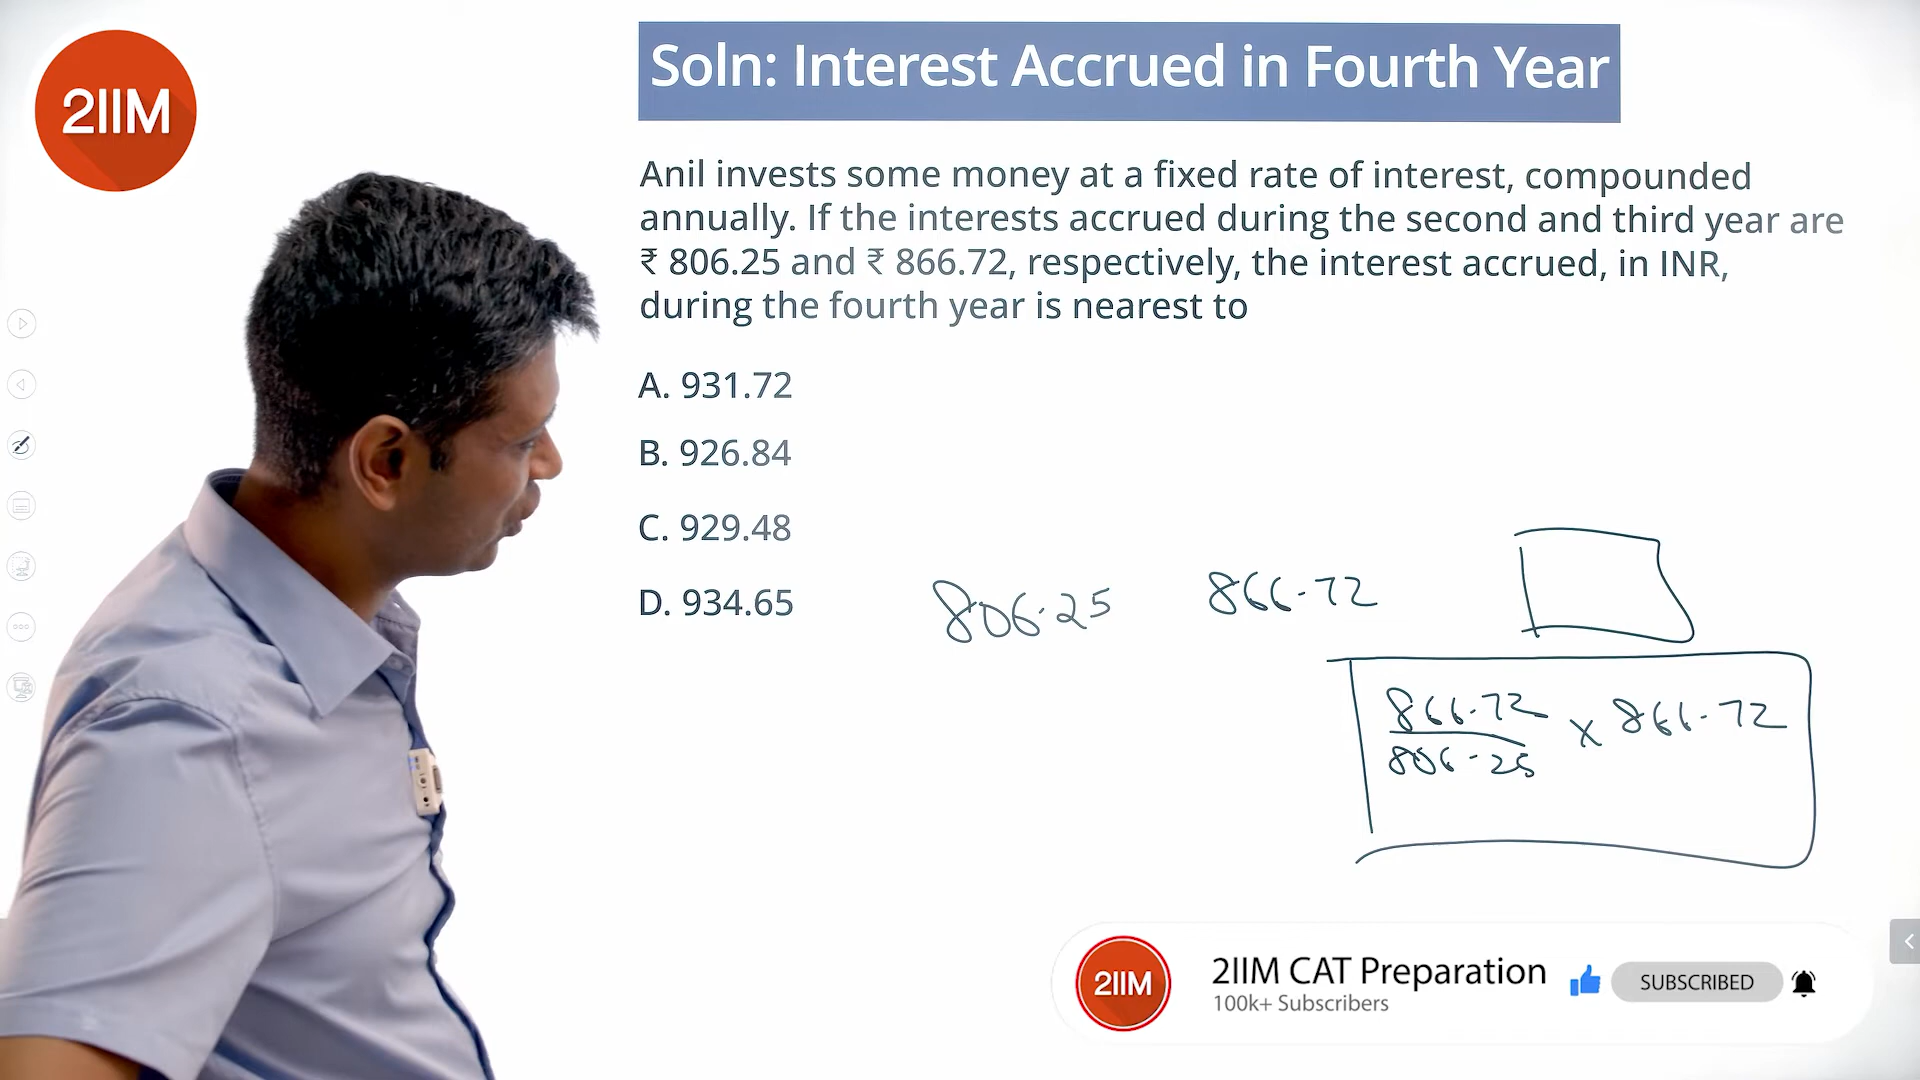 2IIM
Soln: Interest Accrued in Fourth Year
Anil invests some money at a fixed rate of interest, compounded
annually. If the interests accrued during the second and third year are
₹ 806.25 and ₹ 866.72, respectively, the interest accrued, in INR,
during the fourth year is nearest to
A. 931.72
B. 926.84
C. 929.48
D. 934.65
806.25
866.72
866.72
806.25
x 866.72
2IIM
2IIM CAT Preparation
100k+ Subscribers
SUBSCRIBED